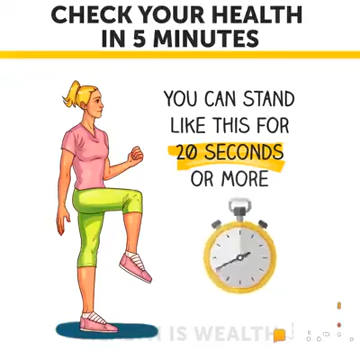 CHECK YOUR HEALTH
IN 5 MINUTES
YOU CAN STAND
LIKE THIS FOR
20 SECONDS
OR MORE
IS WEALTH